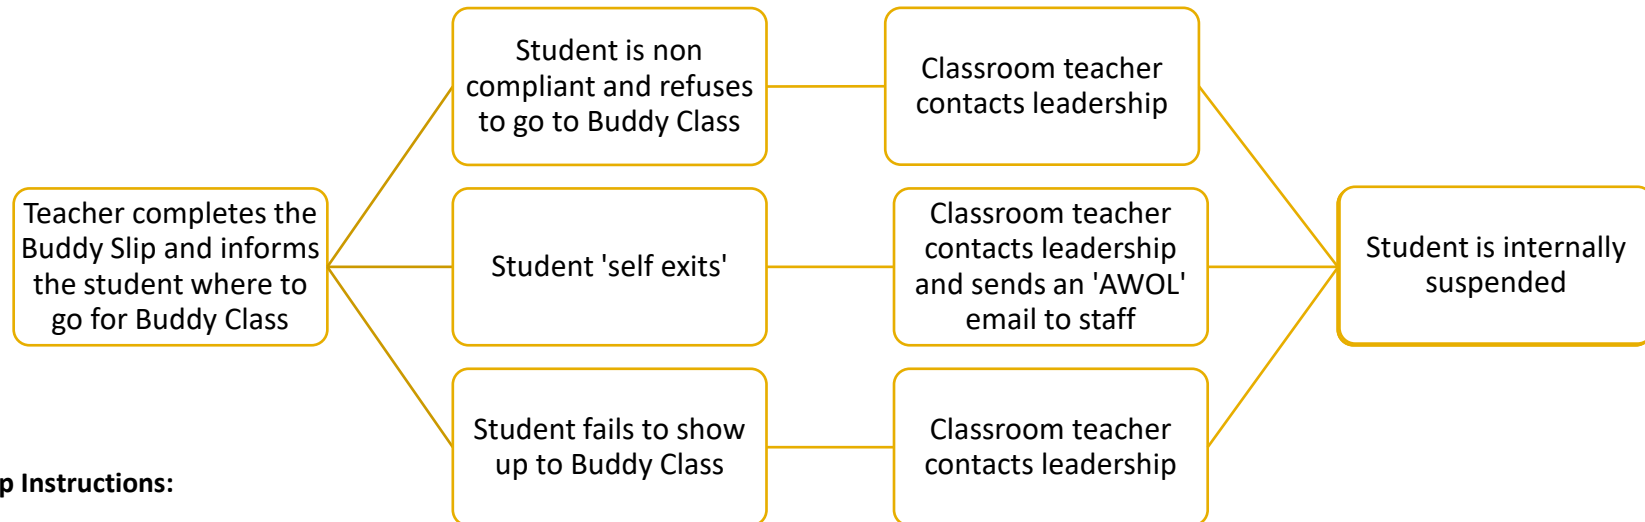 Teacher completes the
Buddy Slip and informs
the student where to
go for Buddy Class
Student is non
compliant and refuses
to go to Buddy Class
Classroom teacher
contacts leadership
Student 'self exits'
Classroom teacher
contacts leadership
and sends an 'AWOL'
email to staff
Student fails to show
up to Buddy Class
Classroom teacher
contacts leadership
Student is internally
suspended
p Instructions: